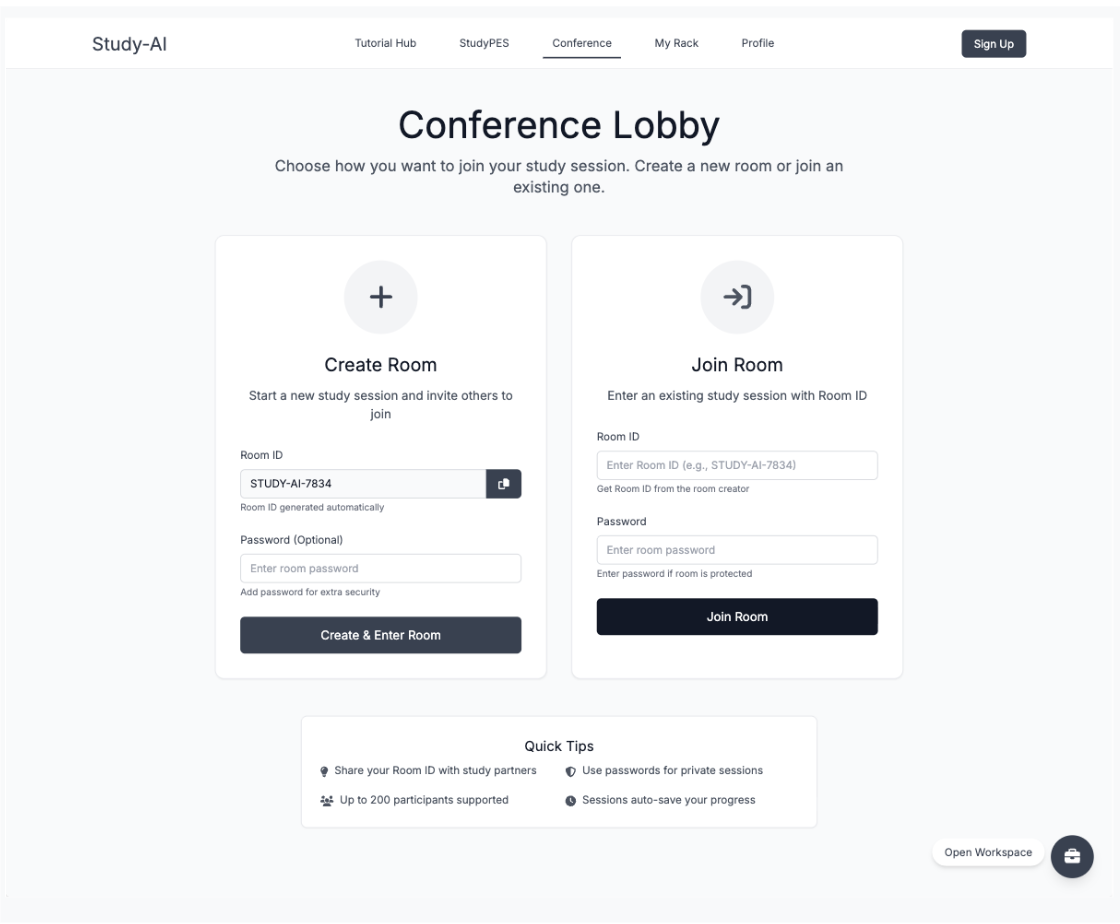 Study-AI
Tutorial Hub
StudyPES
Conference
My Rack
Profile
Sign Up
Conference Lobby
Choose how you want to join your study session. Create a new room or join an
existing one.
Create Room
Start a new study session and invite others to
join
Room ID
STUDY-AI-7834
Room ID generated automatically
Password (Optional)
Enter room password
Add password for extra security
Create & Enter Room
Join Room
Enter an existing study session with Room ID
Room ID
Enter Room ID (e.g., STUDY-AI-7834)
Get Room ID from the room creator
Password
Enter room password
Enter password if room is protected
Join Room
Quick Tips
Share your Room ID with study partners
Use passwords for private sessions
Up to 200 participants supported
Sessions auto-save your progress
Open Workspace